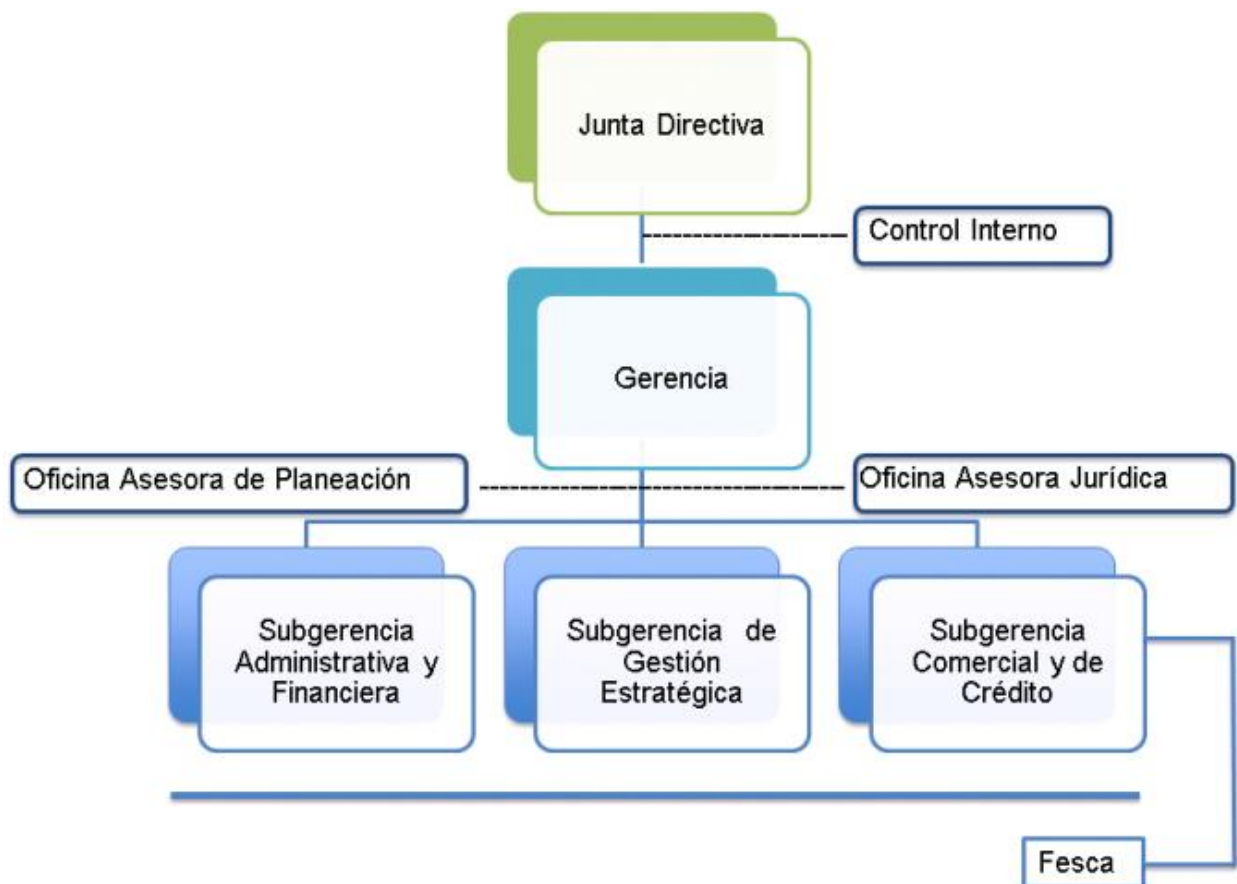 Junta Directiva
Control Interno
Gerencia
Oficina Asesora de Planeación
Oficina Asesora Jurídica
Subgerencia
Administrativa y
Financiera
Subgerencia de
Gestión
Estratégica
Subgerencia
Comercial y de
Crédito
Fesca